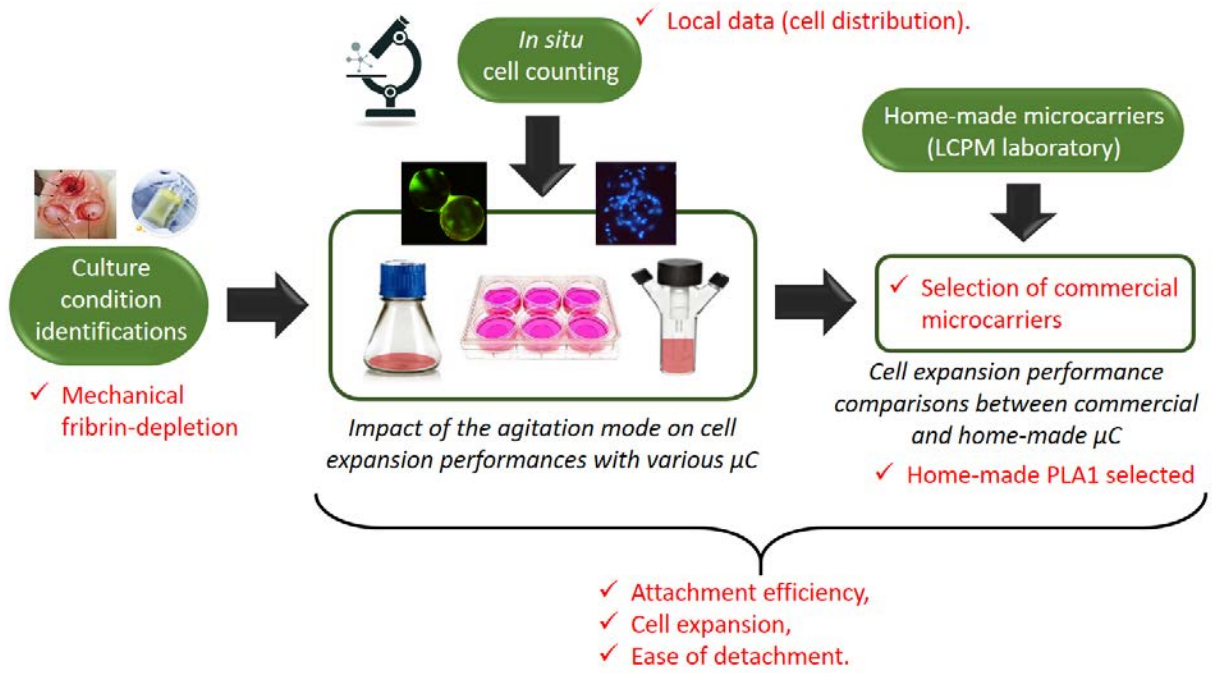 ✓ Local data (cell distribution).
In situ
cell counting
Home-made microcarriers
(LCPM laboratory)
Culture
condition
identifications
✓ Mechanical
fribrin-depletion
✓ Selection of commercial
microcarriers
Impact of the agitation mode on cell
expansion performances with various µC
Cell expansion performance
comparisons between commercial
and home-made µC
✓ Home-made PLA1 selected
✓ Attachment efficiency,
✓ Cell expansion,
✓ Ease of detachment.